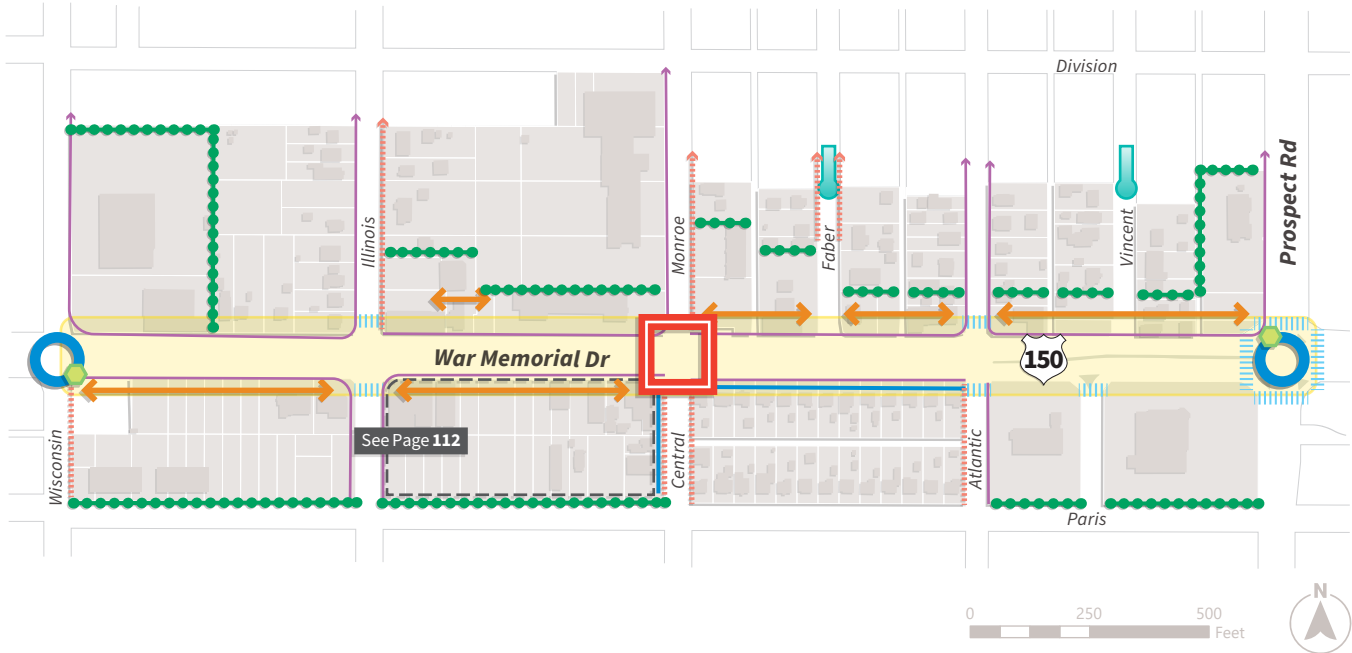 Division
Prospect Rd
Illinois
Monroe
Faber
Vincent
War Memorial Dr
150
See Page 112
Wisconsin
Central
Atlantic
Paris
0 250 500
Feet
N